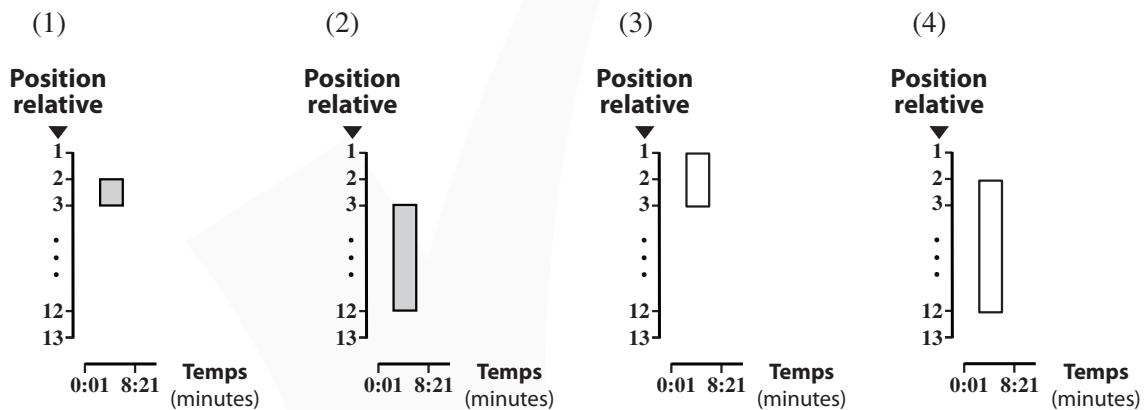 (1) (2) (3) (4)
Position Position Position Position
relative relative relative relative
1 1 1 1
2 2 2 2
3 3 3 3
12 12 12 12
13 13 13 13
0:01 8:21 Temps 0:01 8:21 Temps 0:01 8:21 Temps 0:01 8:21 Temps
(minutes) (minutes) (minutes) (minutes)